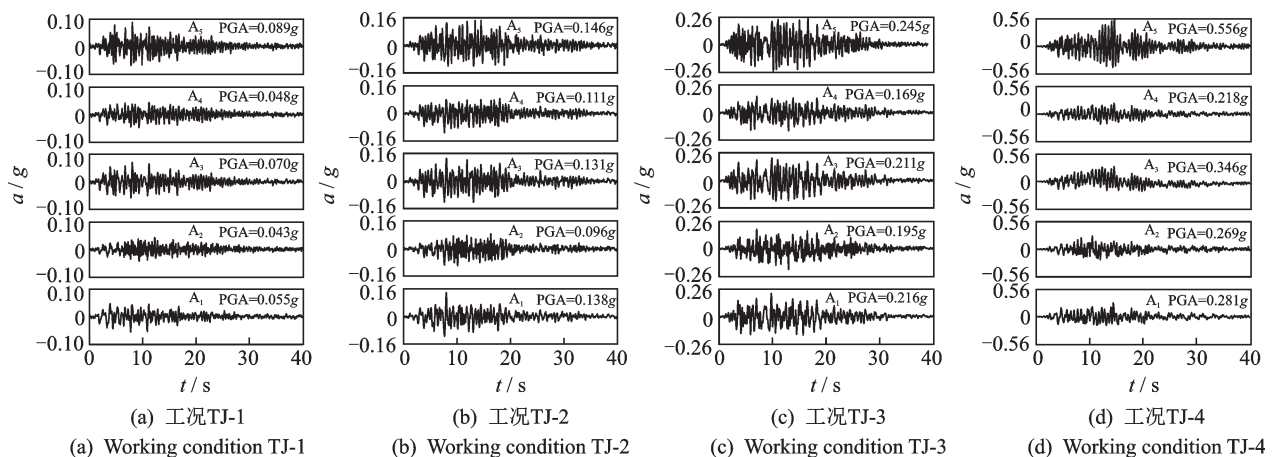 0.10
0
−0.10
A₅ PGA=0.089g
0.10
0
A₄ PGA=0.048g
0.10
0
−0.10
A₃ PGA=0.070g
0.10
0
−0.10
A₂ PGA=0.043g
0.10
0
−0.10
A₁ PGA=0.055g
a / g
0 10 20 30 40
t / s
(a) 工况TJ-1
(a) Working condition TJ-1
0.16
0
−0.16
A₅ PGA=0.146g
0.16
0
−0.16
A₄ PGA=0.111g
0.16
0
−0.16
A₃ PGA=0.131g
0.16
0
−0.16
A₂ PGA=0.096g
0.16
0
−0.16
A₁ PGA=0.138g
a / g
0 10 20 30 40
t / s
(b) 工况TJ-2
(b) Working condition TJ-2
0.26
0
−0.26
A₅ PGA=0.245g
0.26
0
−0.26
A₄ PGA=0.169g
0.26
0
−0.26
A₃ PGA=0.211g
0.26
0
−0.26
A₂ PGA=0.195g
0.26
0
−0.26
A₁ PGA=0.216g
a / g
0 10 20 30 40
t / s
(c) 工况TJ-3
(c) Working condition TJ-3
0.56
0
−0.56
A₅ PGA=0.556g
0.56
0
−0.56
A₄ PGA=0.218g
0.56
0
−0.56
A₃ PGA=0.346g
0.56
0
−0.56
A₂ PGA=0.269g
0.56
0
−0.56
A₁ PGA=0.281g
a / g
0 10 20 30 40
t / s
(d) 工况TJ-4
(d) Working condition TJ-4